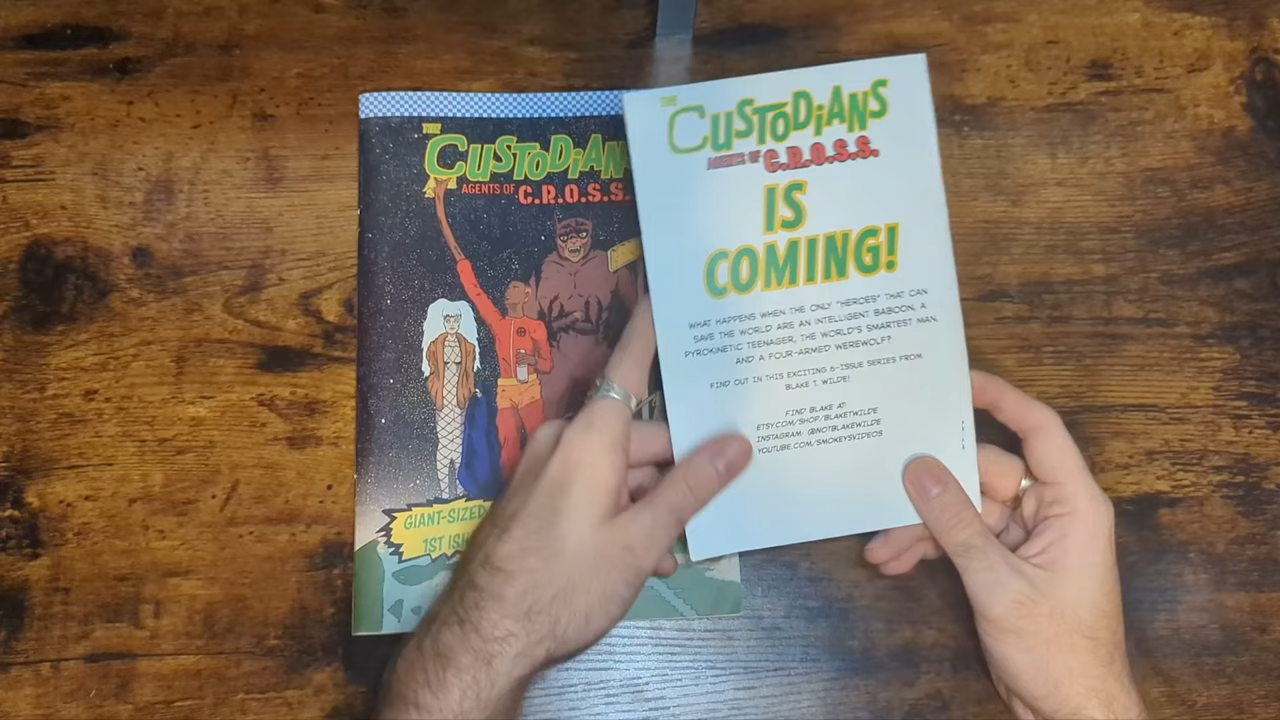 THE
CUSTODIAN
AGENTS OF C.R.O.S.S.
GIANT-SIZED
1ST
THE
CUSTODIANS
AGENTS OF C.R.O.S.S.
IS
COMING!
WHAT HAPPENS WHEN THE ONLY "HEROES" THAT CAN
SAVE THE WORLD ARE AN INTELLIGENT BABOON, A
PYROKINETIC TEENAGER, THE WORLD'S SMARTEST MAN,
AND A FOUR-ARMED WEREWOLF?
FIND OUT IN THIS EXCITING 6-ISSUE SERIES FROM
BLAKE T. WILDE!
FIND BLAKE AT:
ETSY.COM/SHOP/BLAKETWILDE
INSTAGRAM: @NOTBLAKEWILDE
YOUTUBE.COM/SMOKEYSVIDEOS